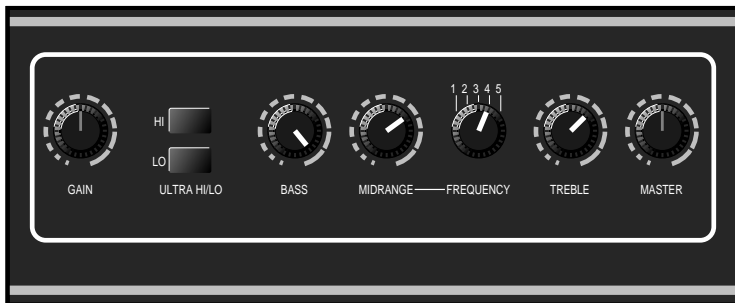 1 2 3 4 5
HI
LO
GAIN ULTRA HI/LO BASS MIDRANGE FREQUENCY TREBLE MASTER